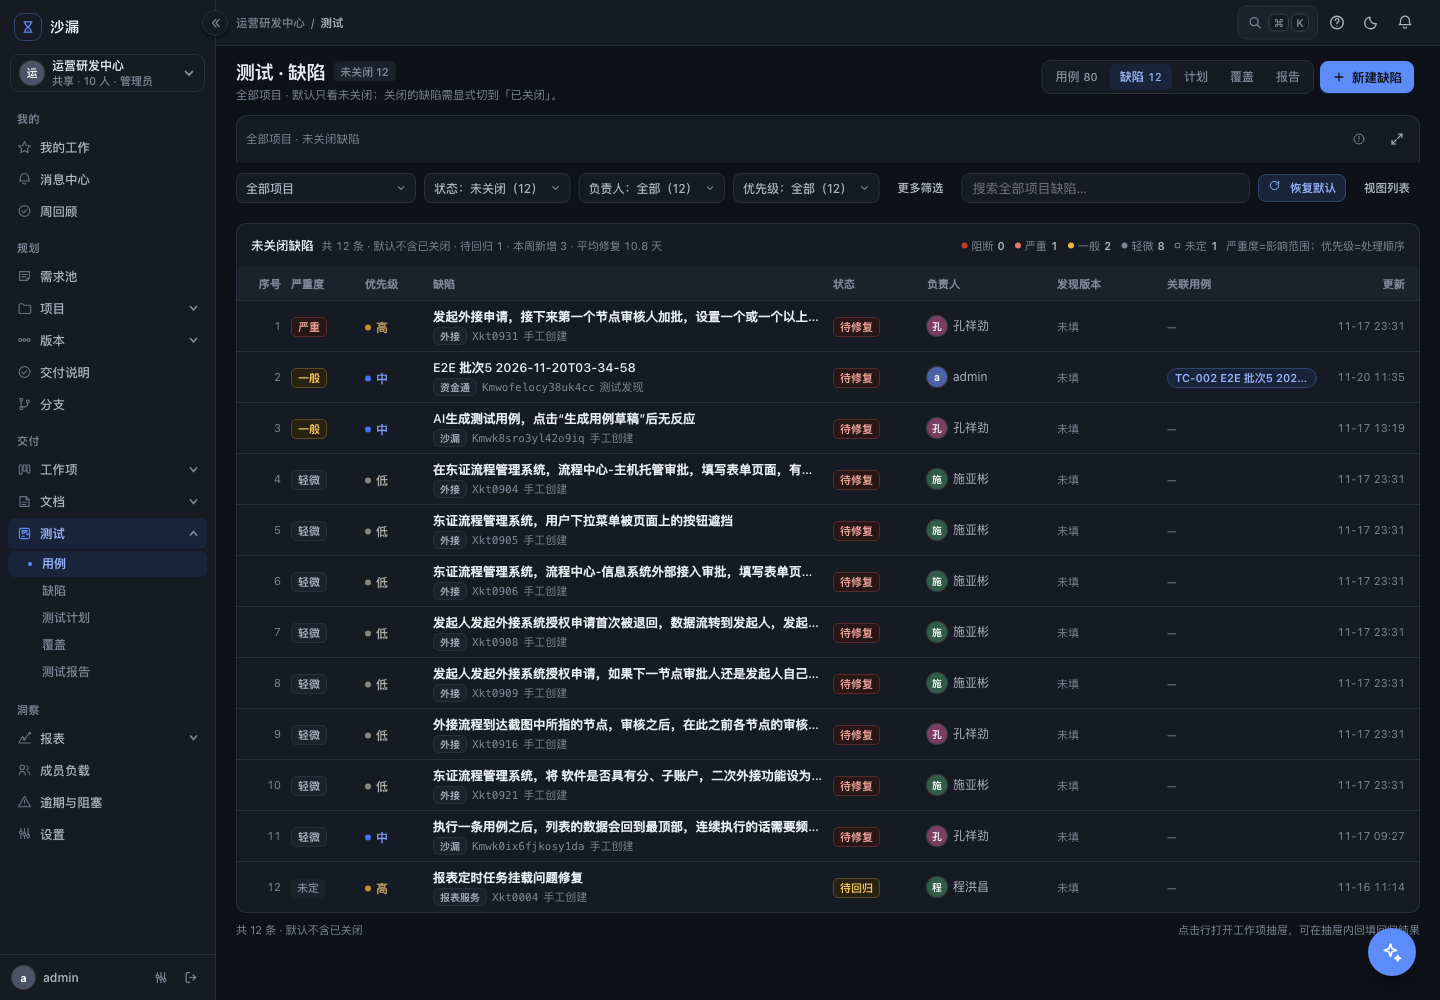 沙漏
运 运营研发中心
共享 · 10 人 · 管理员
我的
我的工作
消息中心
周回顾
规划
需求池
项目
版本
交付说明
分支
交付
工作项
文档
测试
用例
缺陷
测试计划
覆盖
测试报告
洞察
报表
成员负载
逾期与阻塞
设置
a admin
运营研发中心 / 测试
⌘ K
测试 · 缺陷 未关闭 12
全部项目 · 默认只看未关闭；关闭的缺陷需显式切到「已关闭」。
用例 80 缺陷 12 计划 覆盖 报告
+ 新建缺陷
全部项目 · 未关闭缺陷
全部项目 状态：未关闭（12） 负责人：全部（12） 优先级：全部（12） 更多筛选 搜索全部项目缺陷... 恢复默认 视图列表
未关闭缺陷 共 12 条 · 默认不含已关闭 · 待回归 1 · 本周新增 3 · 平均修复 10.8 天
阻断 0 严重 1 一般 2 轻微 8 未定 1 严重度=影响范围；优先级=处理顺序
序号 严重度 优先级 缺陷 状态 负责人 发现版本 关联用例 更新
1 严重 高 发起外接申请，接下来第一个节点审核人加批，设置一个或一个以上... 待修复 孔 孔祥劲 未填 — 11-17 23:31
外接 Xkt0931 手工创建
2 一般 中 E2E 批次5 2026-11-20T03-34-58 待修复 a admin 未填 TC-002 E2E 批次5 202... 11-20 11:35
资金通 Kmwofelocy38uk4cc 测试发现
3 一般 中 AI生成测试用例，点击“生成用例草稿”后无反应 待修复 孔 孔祥劲 未填 — 11-17 13:19
沙漏 Kmwk8sro3yl42o9iq 手工创建
4 轻微 低 在东证流程管理系统，流程中心-主机托管审批，填写表单页面，有... 待修复 施 施亚彬 未填 — 11-17 23:31
外接 Xkt0904 手工创建
5 轻微 低 东证流程管理系统，用户下拉菜单被页面上的按钮遮挡 待修复 施 施亚彬 未填 — 11-17 23:31
外接 Xkt0905 手工创建
6 轻微 低 东证流程管理系统，流程中心-信息系统外部接入审批，填写表单页... 待修复 施 施亚彬 未填 — 11-17 23:31
外接 Xkt0906 手工创建
7 轻微 低 发起人发起外接系统授权申请首次被退回，数据流转到发起人，发起... 待修复 施 施亚彬 未填 — 11-17 23:31
外接 Xkt0908 手工创建
8 轻微 低 发起人发起外接系统授权申请，如果下一节点审批人还是发起人自己... 待修复 施 施亚彬 未填 — 11-17 23:31
外接 Xkt0909 手工创建
9 轻微 低 外接流程到达截图中所指的节点，审核之后，在此之前各节点的审核... 待修复 孔 孔祥劲 未填 — 11-17 23:31
外接 Xkt0916 手工创建
10 轻微 低 东证流程管理系统，将 软件是否具有分、子账户，二次外接功能设为... 待修复 施 施亚彬 未填 — 11-17 23:31
外接 Xkt0921 手工创建
11 轻微 中 执行一条用例之后，列表的数据会回到最顶部，连续执行的话需要频... 待修复 孔 孔祥劲 未填 — 11-17 09:27
沙漏 Kmwk0ix6fjkosy1da 手工创建
12 未定 高 报表定时任务挂载问题修复 待回归 程 程洪昌 未填 — 11-16 11:14
报表服务 Xkt0004 手工创建
共 12 条 · 默认不含已关闭
点击行打开工作项抽屉，可在抽屉内回填回归结果